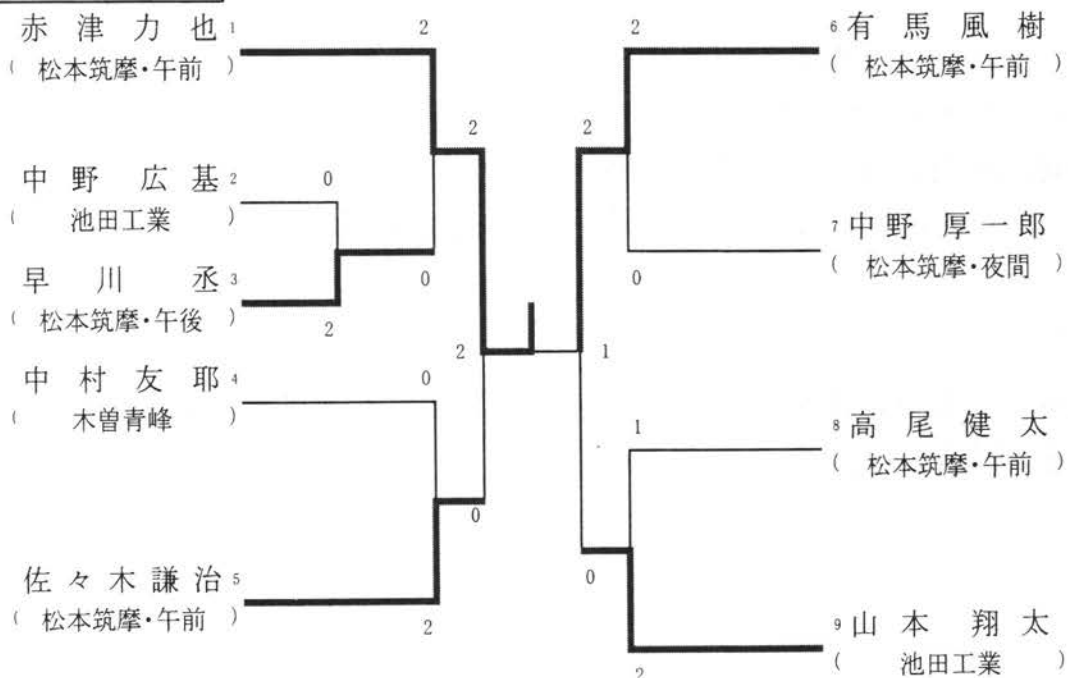 赤津力也 1
( 松本筑摩・午前 )
中野広基 2
( 池田工業 )
早川丞 3
( 松本筑摩・午後 )
中村友耶 4
( 木曽青峰 )
佐々木謙治 5
( 松本筑摩・午前 )
2
2
0
0
2
2
0
0
2
2
2
0
1
1
0
2
6 有馬風樹
( 松本筑摩・午前 )
7 中野厚一郎
( 松本筑摩・夜間 )
8 高尾健太
( 松本筑摩・午前 )
9 山本翔太
( 池田工業 )